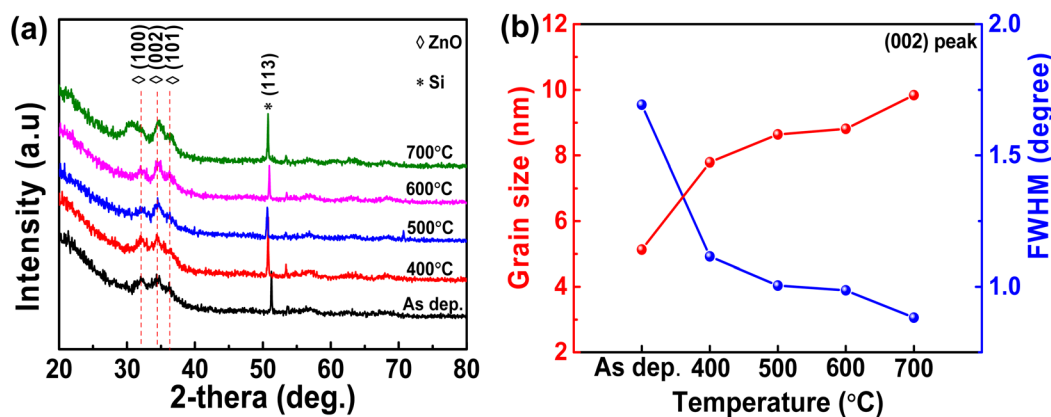 (a)
◊ (100)
◊ (002)
◊ (101)
* (113)
◊ ZnO
* Si
700°C
600°C
500°C
400°C
As dep.
Intensity (a.u)
20 30 40 50 60 70 80
2-thera (deg.)
(b)
(002) peak
12
10
8
6
4
2
Grain size (nm)
2.0
1.5
1.0
FWHM (degree)
As dep. 400 500 600 700
Temperature (°C)